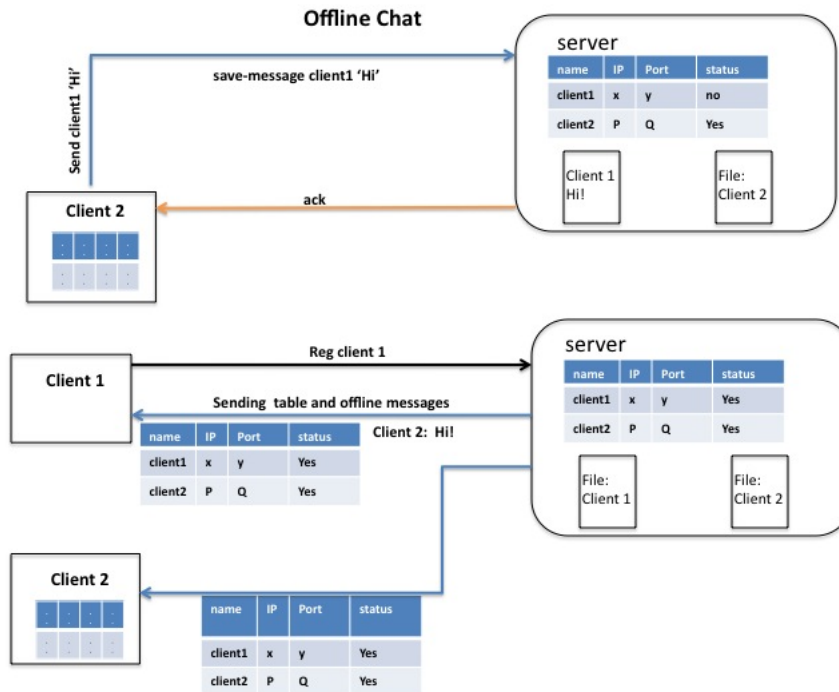 Offline Chat
server
name IP Port status
client1 x y no
client2 P Q Yes
Client 1
Hi!
File:
Client 2
Send client1 ‘Hi’
save-message client1 ‘Hi’
ack
Client 2
: : : :
: : : :
Reg client 1
Client 1
server
name IP Port status
client1 x y Yes
client2 P Q Yes
File:
Client 1
File:
Client 2
Sending table and offline messages
Client 2: Hi!
name IP Port status
client1 x y Yes
client2 P Q Yes
Client 2
: : : :
: : : :
name IP Port status
client1 x y Yes
client2 P Q Yes